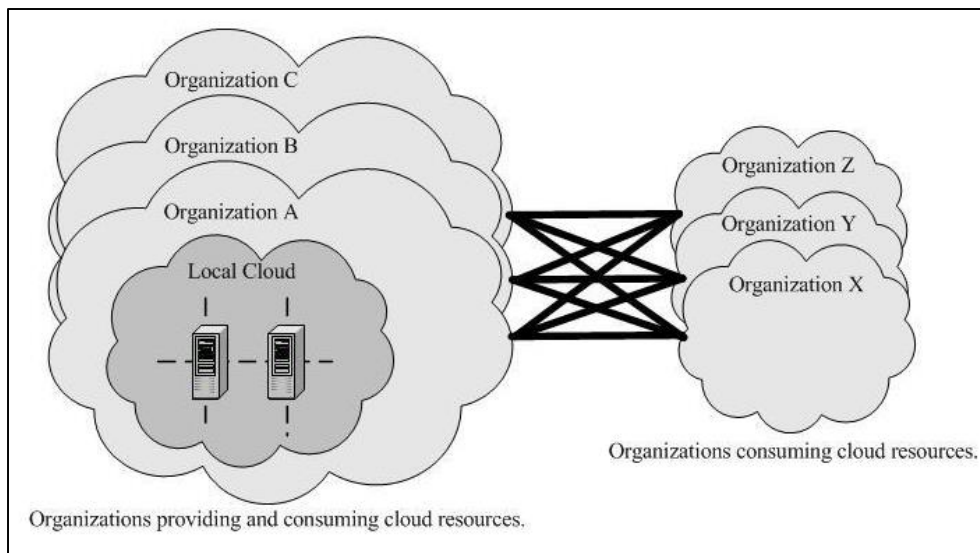 Organization C
Organization B
Organization A
Local Cloud
Organizations providing and consuming cloud resources.
Organization Z
Organization Y
Organization X
Organizations consuming cloud resources.